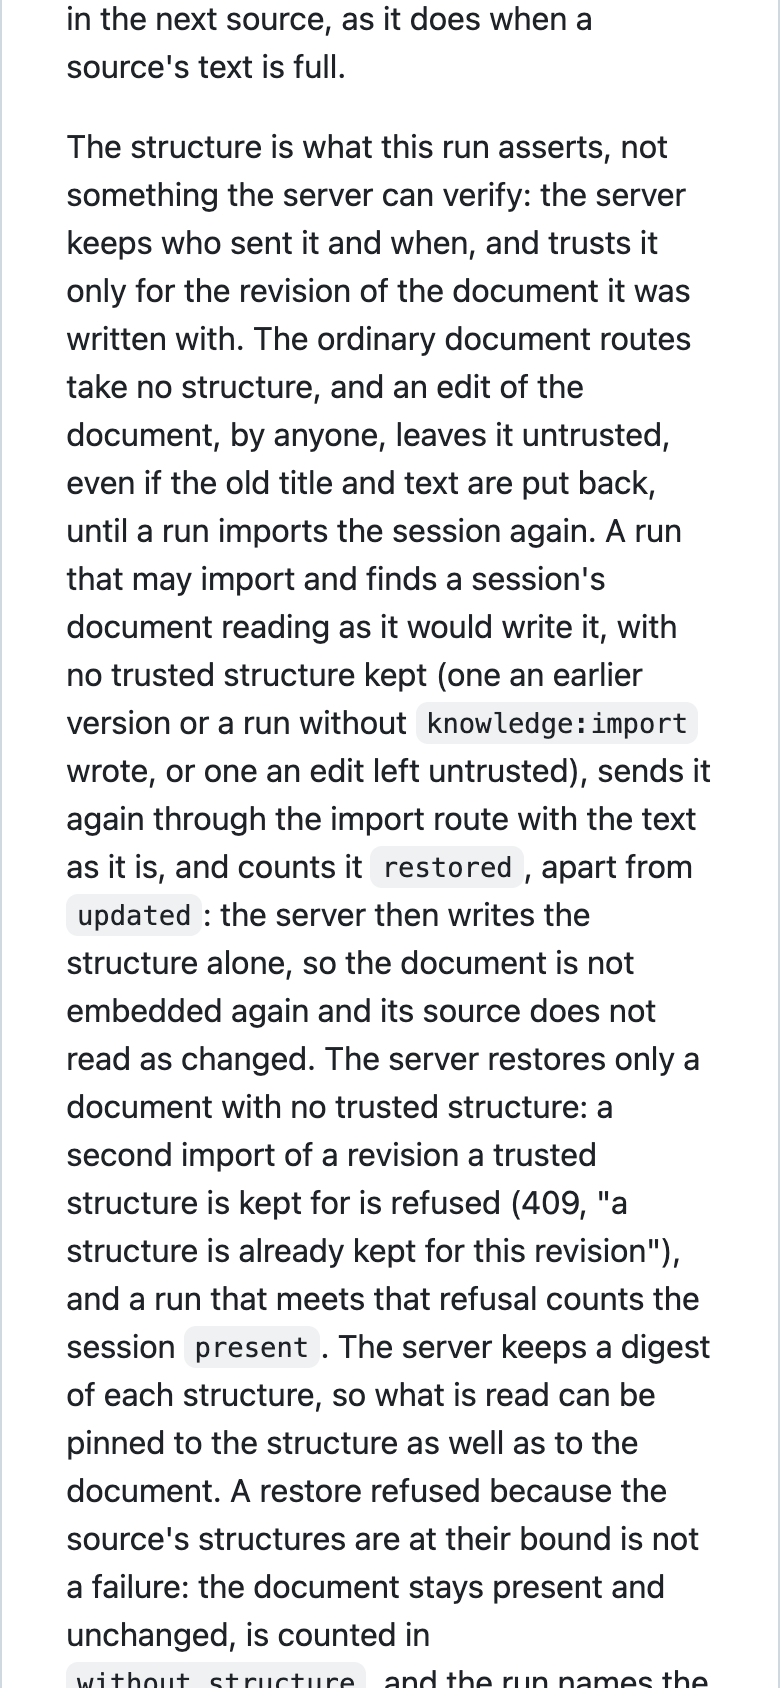 in the next source, as it does when a
source's text is full.
The structure is what this run asserts, not
something the server can verify: the server
keeps who sent it and when, and trusts it
only for the revision of the document it was
written with. The ordinary document routes
take no structure, and an edit of the
document, by anyone, leaves it untrusted,
even if the old title and text are put back,
until a run imports the session again. A run
that may import and finds a session's
document reading as it would write it, with
no trusted structure kept (one an earlier
version or a run without knowledge:import
wrote, or one an edit left untrusted), sends it
again through the import route with the text
as it is, and counts it restored, apart from
updated: the server then writes the
structure alone, so the document is not
embedded again and its source does not
read as changed. The server restores only a
document with no trusted structure: a
second import of a revision a trusted
structure is kept for is refused (409, "a
structure is already kept for this revision"),
and a run that meets that refusal counts the
session present. The server keeps a digest
of each structure, so what is read can be
pinned to the structure as well as to the
document. A restore refused because the
source's structures are at their bound is not
a failure: the document stays present and
unchanged, is counted in
without structure, and the run names the